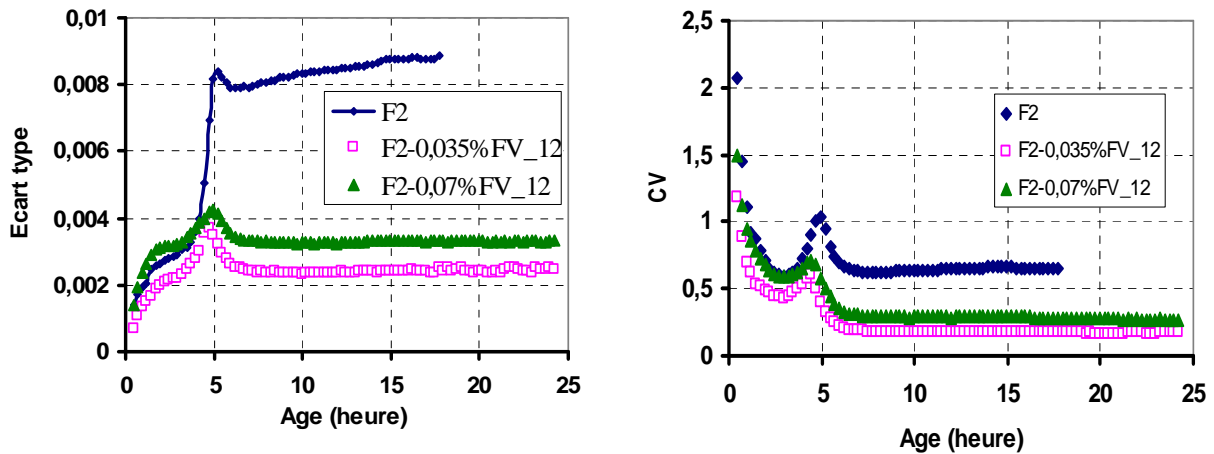 0,01
0,008
0,006
0,004
0,002
0
Ecart type
F2
F2-0,035%FV_12
F2-0,07%FV_12
0 5 10 15 20 25
Age (heure)
2,5
2
1,5
1
0,5
0
CV
F2
F2-0,035%FV_12
F2-0,07%FV_12
0 5 10 15 20 25
Age (heure)